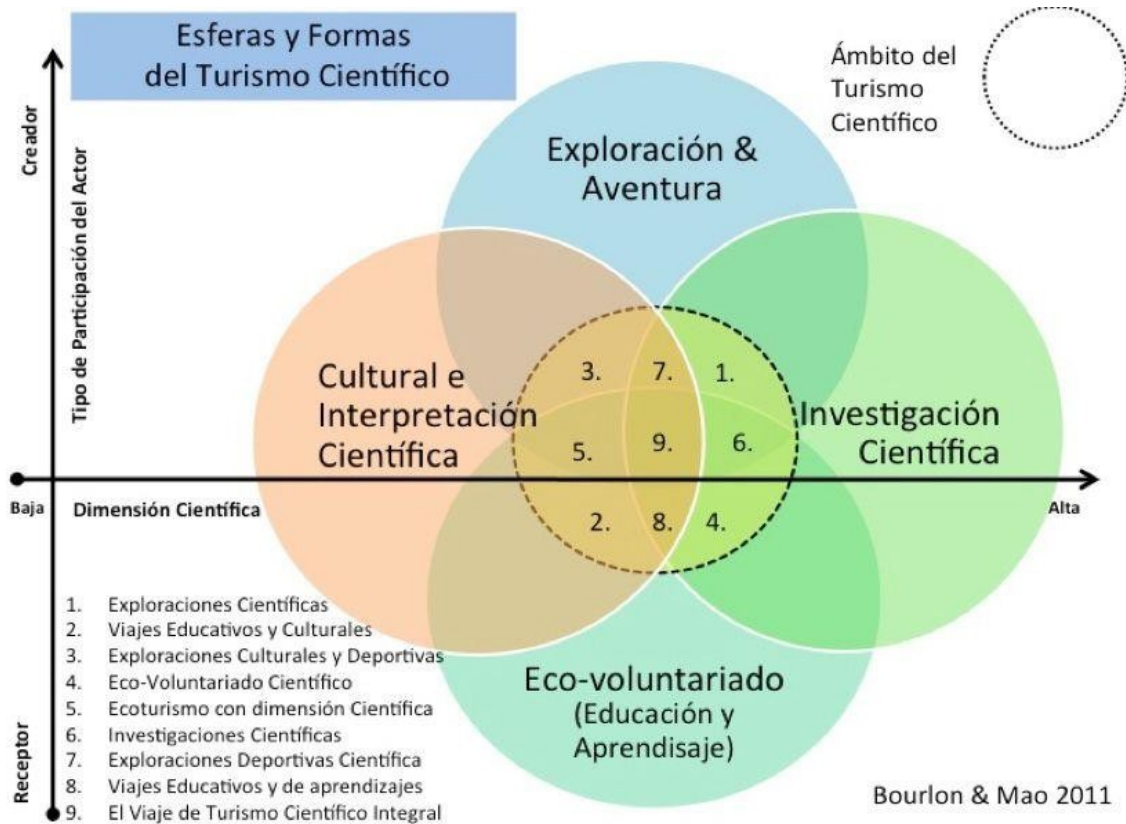 Esferas y Formas
del Turismo Científico
Ámbito del
Turismo
Científico
Creador
Tipo de Participación del Actor
Exploración &
Aventura
Cultural e
Interpretación
Científica
Investigación
Científica
3.
7.
1.
5.
9.
6.
2.
8.
4.
Baja
Dimensión Científica
Alta
Receptor
1. Exploraciones Científicas
2. Viajes Educativos y Culturales
3. Exploraciones Culturales y Deportivas
4. Eco-Voluntariado Científico
5. Ecoturismo con dimensión Científica
6. Investigaciones Científicas
7. Exploraciones Deportivas Científica
8. Viajes Educativos y de aprendizajes
9. El Viaje de Turismo Científico Integral
Eco-voluntariado
(Educación y
Aprendisaje)
Bourlon & Mao 2011